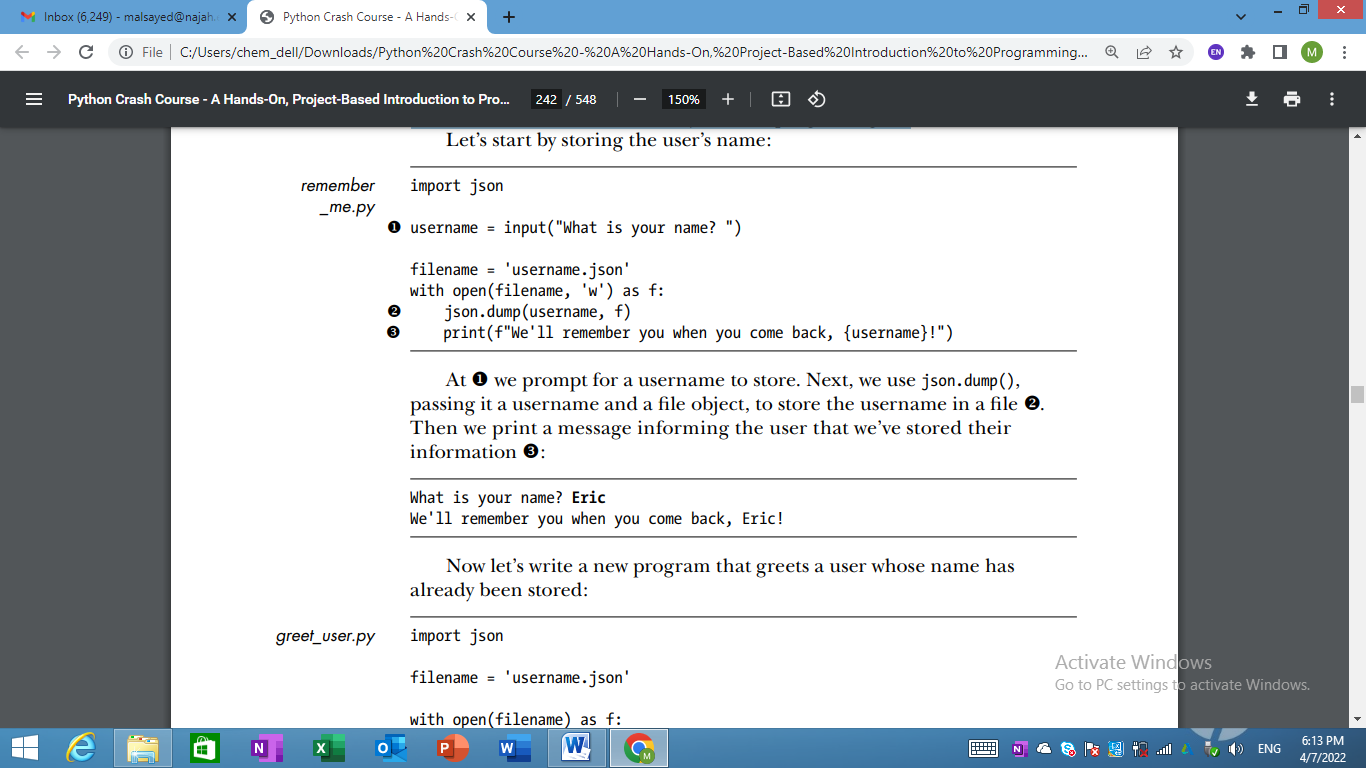 Inbox (6,249) - malsayed@najah.
Python Crash Course - A Hands-O
File
C:/Users/chem_dell/Downloads/Python%20Crash%20Course%20-%20A%20Hands-On,%20Project-Based%20Introduction%20to%20Programming...
EN
M
Python Crash Course - A Hands-On, Project-Based Introduction to Pro...
242 / 548
150%
Let's start by storing the user's name:
remember
_me.py
import json
❶ username = input("What is your name? ")
filename = 'username.json'
with open(filename, 'w') as f:
❷ json.dump(username, f)
❸ print(f"We'll remember you when you come back, {username}!")
At ❶ we prompt for a username to store. Next, we use json.dump(),
passing it a username and a file object, to store the username in a file ❷.
Then we print a message informing the user that we've stored their
information ❸:
What is your name? Eric
We'll remember you when you come back, Eric!
Now let's write a new program that greets a user whose name has
already been stored:
greet_user.py
import json
filename = 'username.json'
with open(filename) as f:
Activate Windows
Go to PC settings to activate Windows.
ENG
6:13 PM
4/7/2022